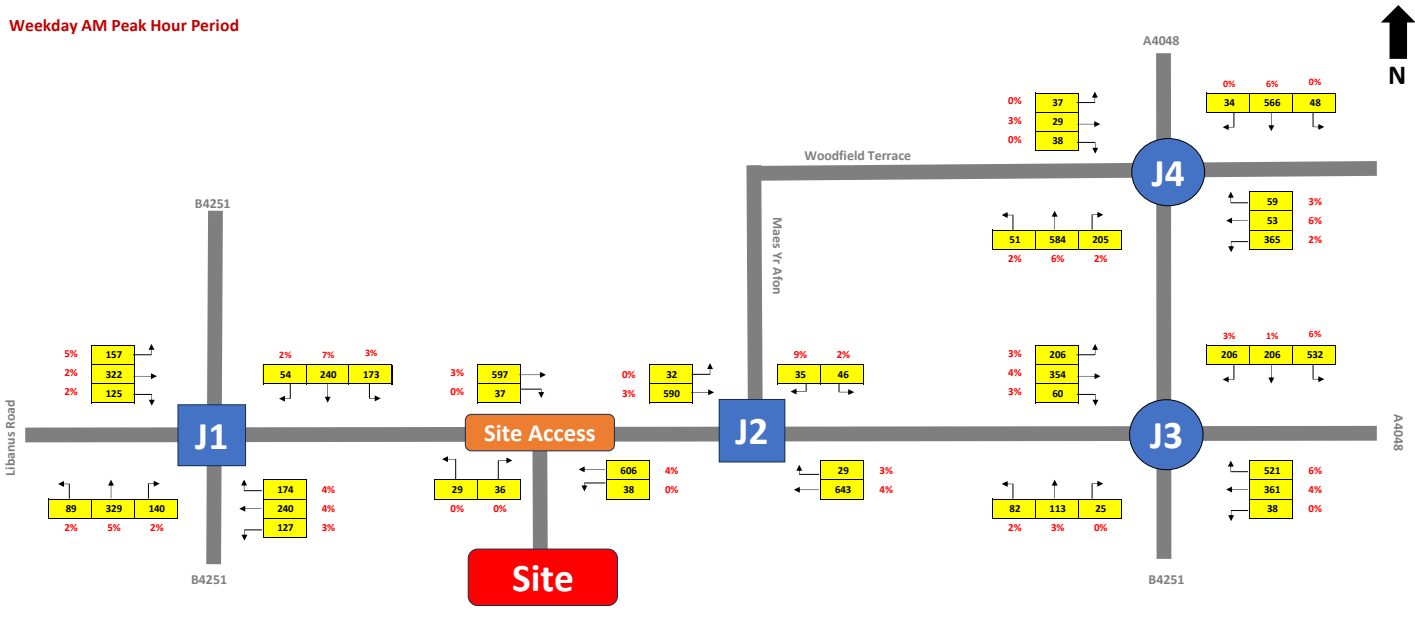 Weekday AM Peak Hour Period
A4048
N
0% 6% 0%
34 566 48
0% 37
3% 29
0% 38
Woodfield Terrace
J4
59 3%
53 6%
365 2%
51 584 205
2% 6% 2%
Maes Yr Afon
B4251
5% 157
2% 322
2% 125
2% 7% 3%
54 240 173
3% 597
0% 37
0% 32
3% 590
9% 2%
35 46
3% 206
4% 354
3% 60
3% 1% 6%
206 206 532
Libanus Road
J1
Site Access
J2
J3
A4048
89 329 140
2% 5% 2%
174 4%
240 4%
127 3%
29 36
0% 0%
606 4%
38 0%
29 3%
643 4%
82 113 25
2% 3% 0%
521 6%
361 4%
38 0%
B4251
Site
B4251